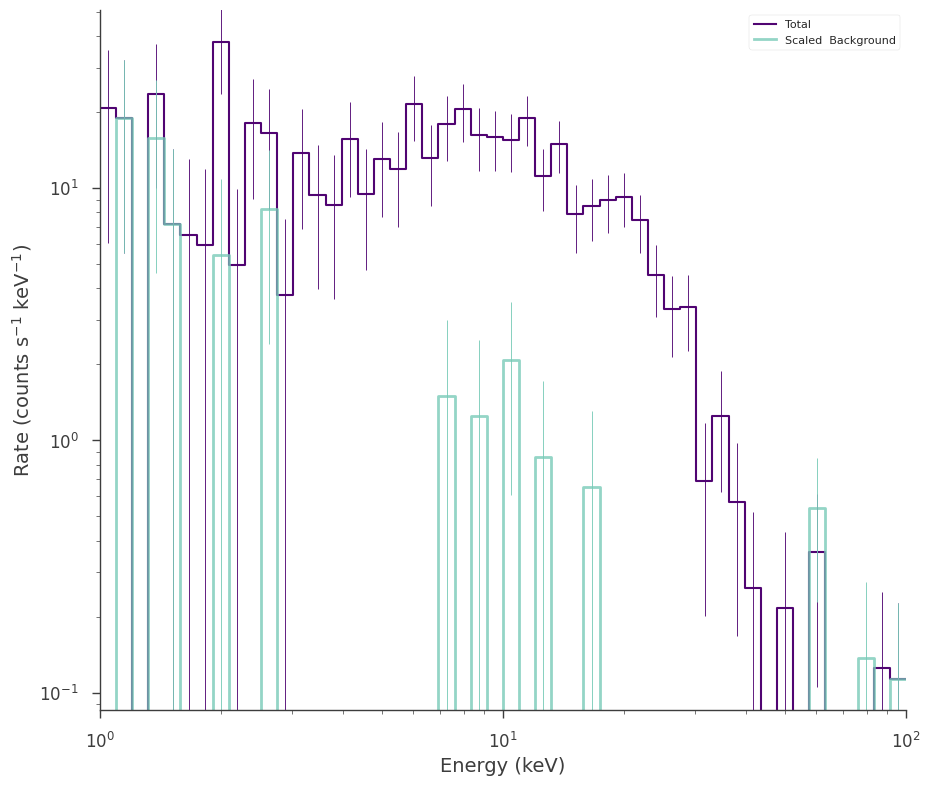 Total
Scaled  Background
Rate (counts s⁻¹ keV⁻¹)
10¹
10⁰
10⁻¹
10⁰
10¹
10²
Energy (keV)